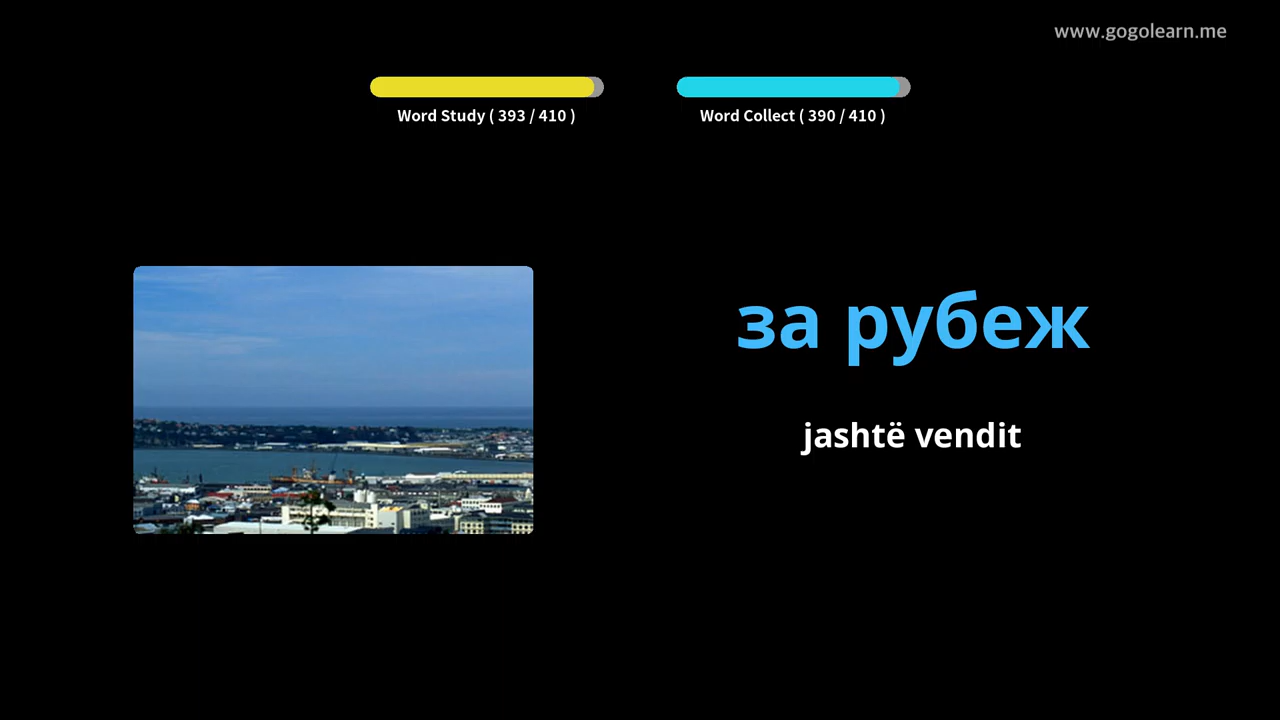 www.gogolearn.me
Word Study ( 393 / 410 )
Word Collect ( 390 / 410 )
за рубеж
jashtë vendit